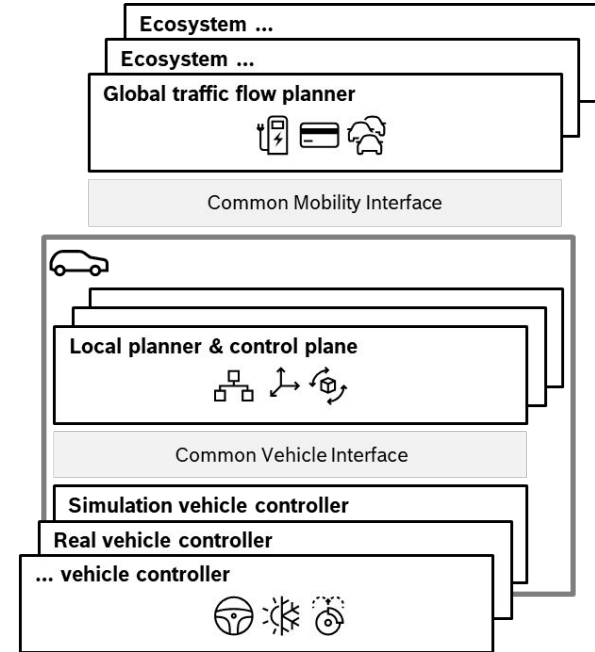 Ecosystem ...
Ecosystem ...
Global traffic flow planner
Common Mobility Interface
Local planner & control plane
Common Vehicle Interface
Simulation vehicle controller
Real vehicle controller
... vehicle controller